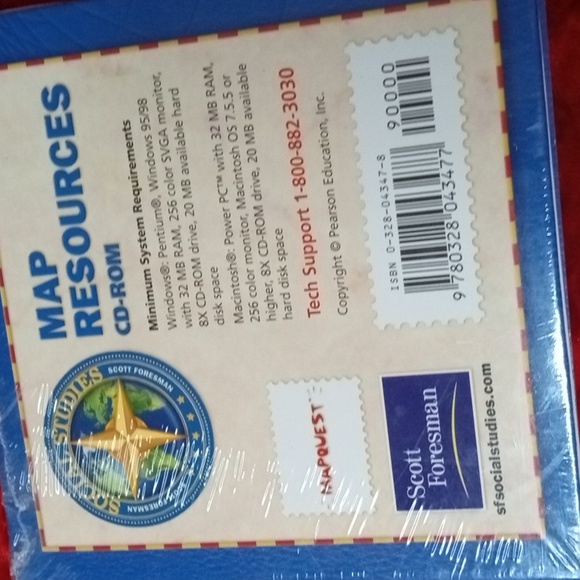 MAP
RESOURCES
CD-ROM
Minimum System Requirements
Windows®: Pentium®, Windows 95/98
with 32 MB RAM, 256 color SVGA monitor,
8X CD-ROM drive, 20 MB available hard
disk space
Macintosh®: Power PC™ with 32 MB RAM,
256 color monitor, Macintosh OS 7.5.5 or
higher, 8X CD-ROM drive, 20 MB available
hard disk space
Tech Support 1-800-882-3030
Copyright © Pearson Education, Inc.
ISBN 0-328-04347-8
90000
9 780328 043477
SOCIAL STUDIES
SCOTT FORESMAN
SCOTT FORESMAN
MAPQUEST
Scott
Foresman
sfsocialstudies.com